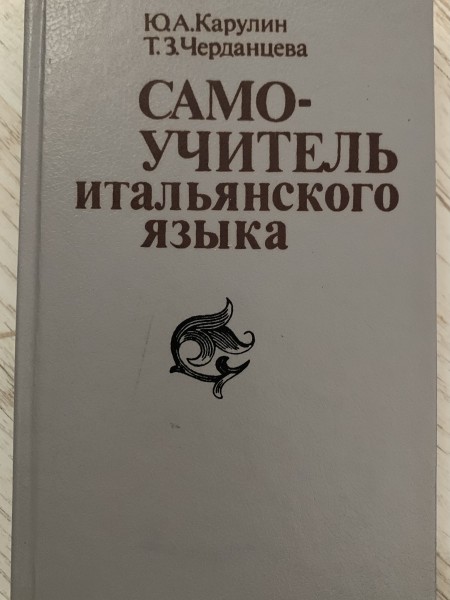 Ю.А.Карулин
Т.З.Черданцева
САМО-
УЧИТЕЛЬ
итальянского
языка